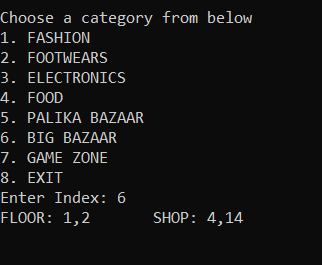 Choose a category from below
1. FASHION
2. FOOTWEARS
3. ELECTRONICS
4. FOOD
5. PALIKA BAZAAR
6. BIG BAZAAR
7. GAME ZONE
8. EXIT
Enter Index: 6
FLOOR: 1,2      SHOP: 4,14